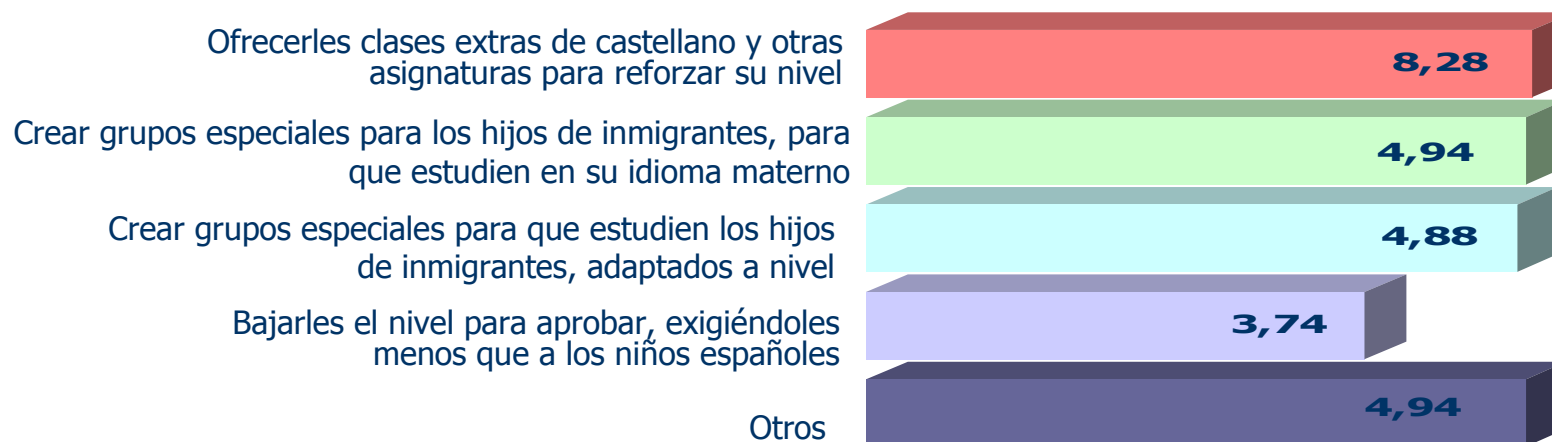 Ofrecerles clases extras de castellano y otras
asignaturas para reforzar su nivel
8,28
Crear grupos especiales para los hijos de inmigrantes, para
que estudien en su idioma materno
4,94
Crear grupos especiales para que estudien los hijos
de inmigrantes, adaptados a nivel
4,88
Bajarles el nivel para aprobar, exigiéndoles
menos que a los niños españoles
3,74
Otros
4,94